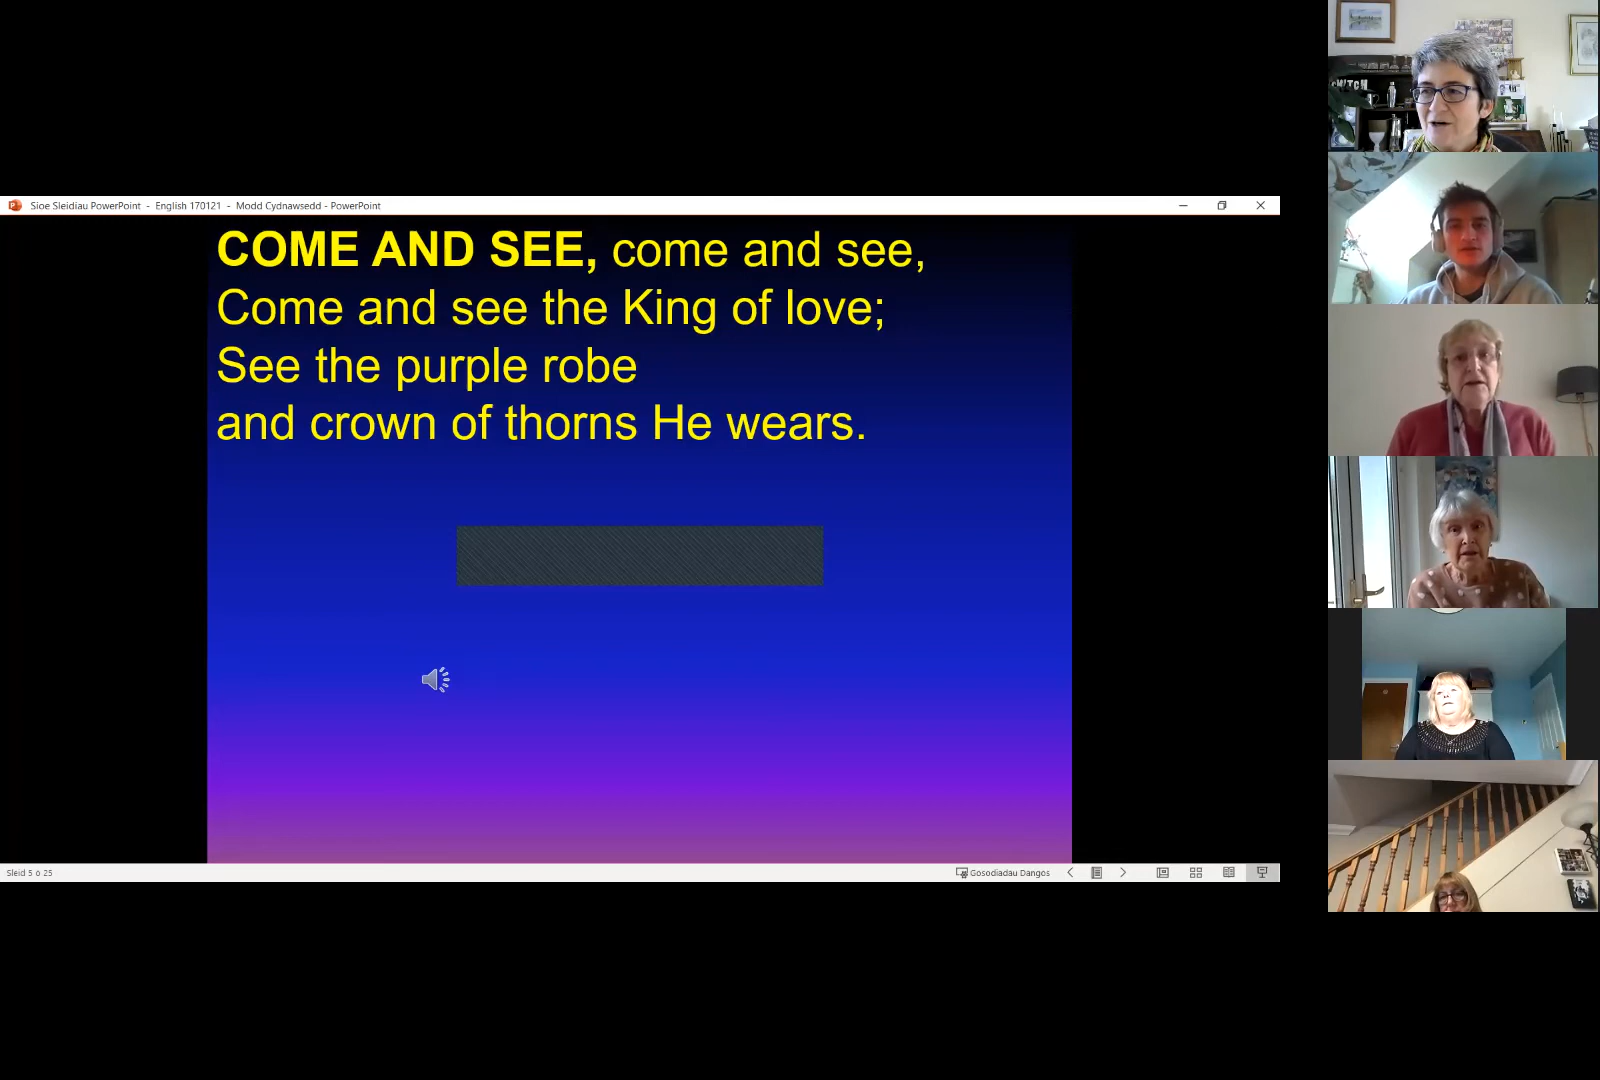 Sioe Sleidiau PowerPoint - English 170121 - Modd Cydnawsedd - PowerPoint
COME AND SEE, come and see,
Come and see the King of love;
See the purple robe
and crown of thorns He wears.
Sleid 5 o 25
Gosodiadau Dangos